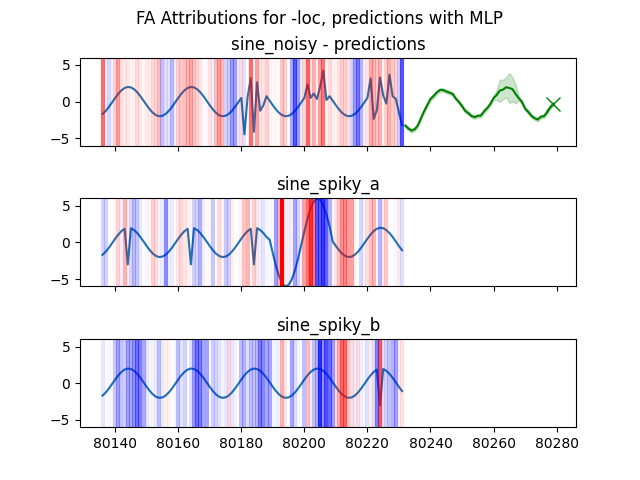 FA Attributions for -loc, predictions with MLP
sine_noisy - predictions
5
0
−5
sine_spiky_a
5
0
−5
sine_spiky_b
5
0
−5
80140 80160 80180 80200 80220 80240 80260 80280